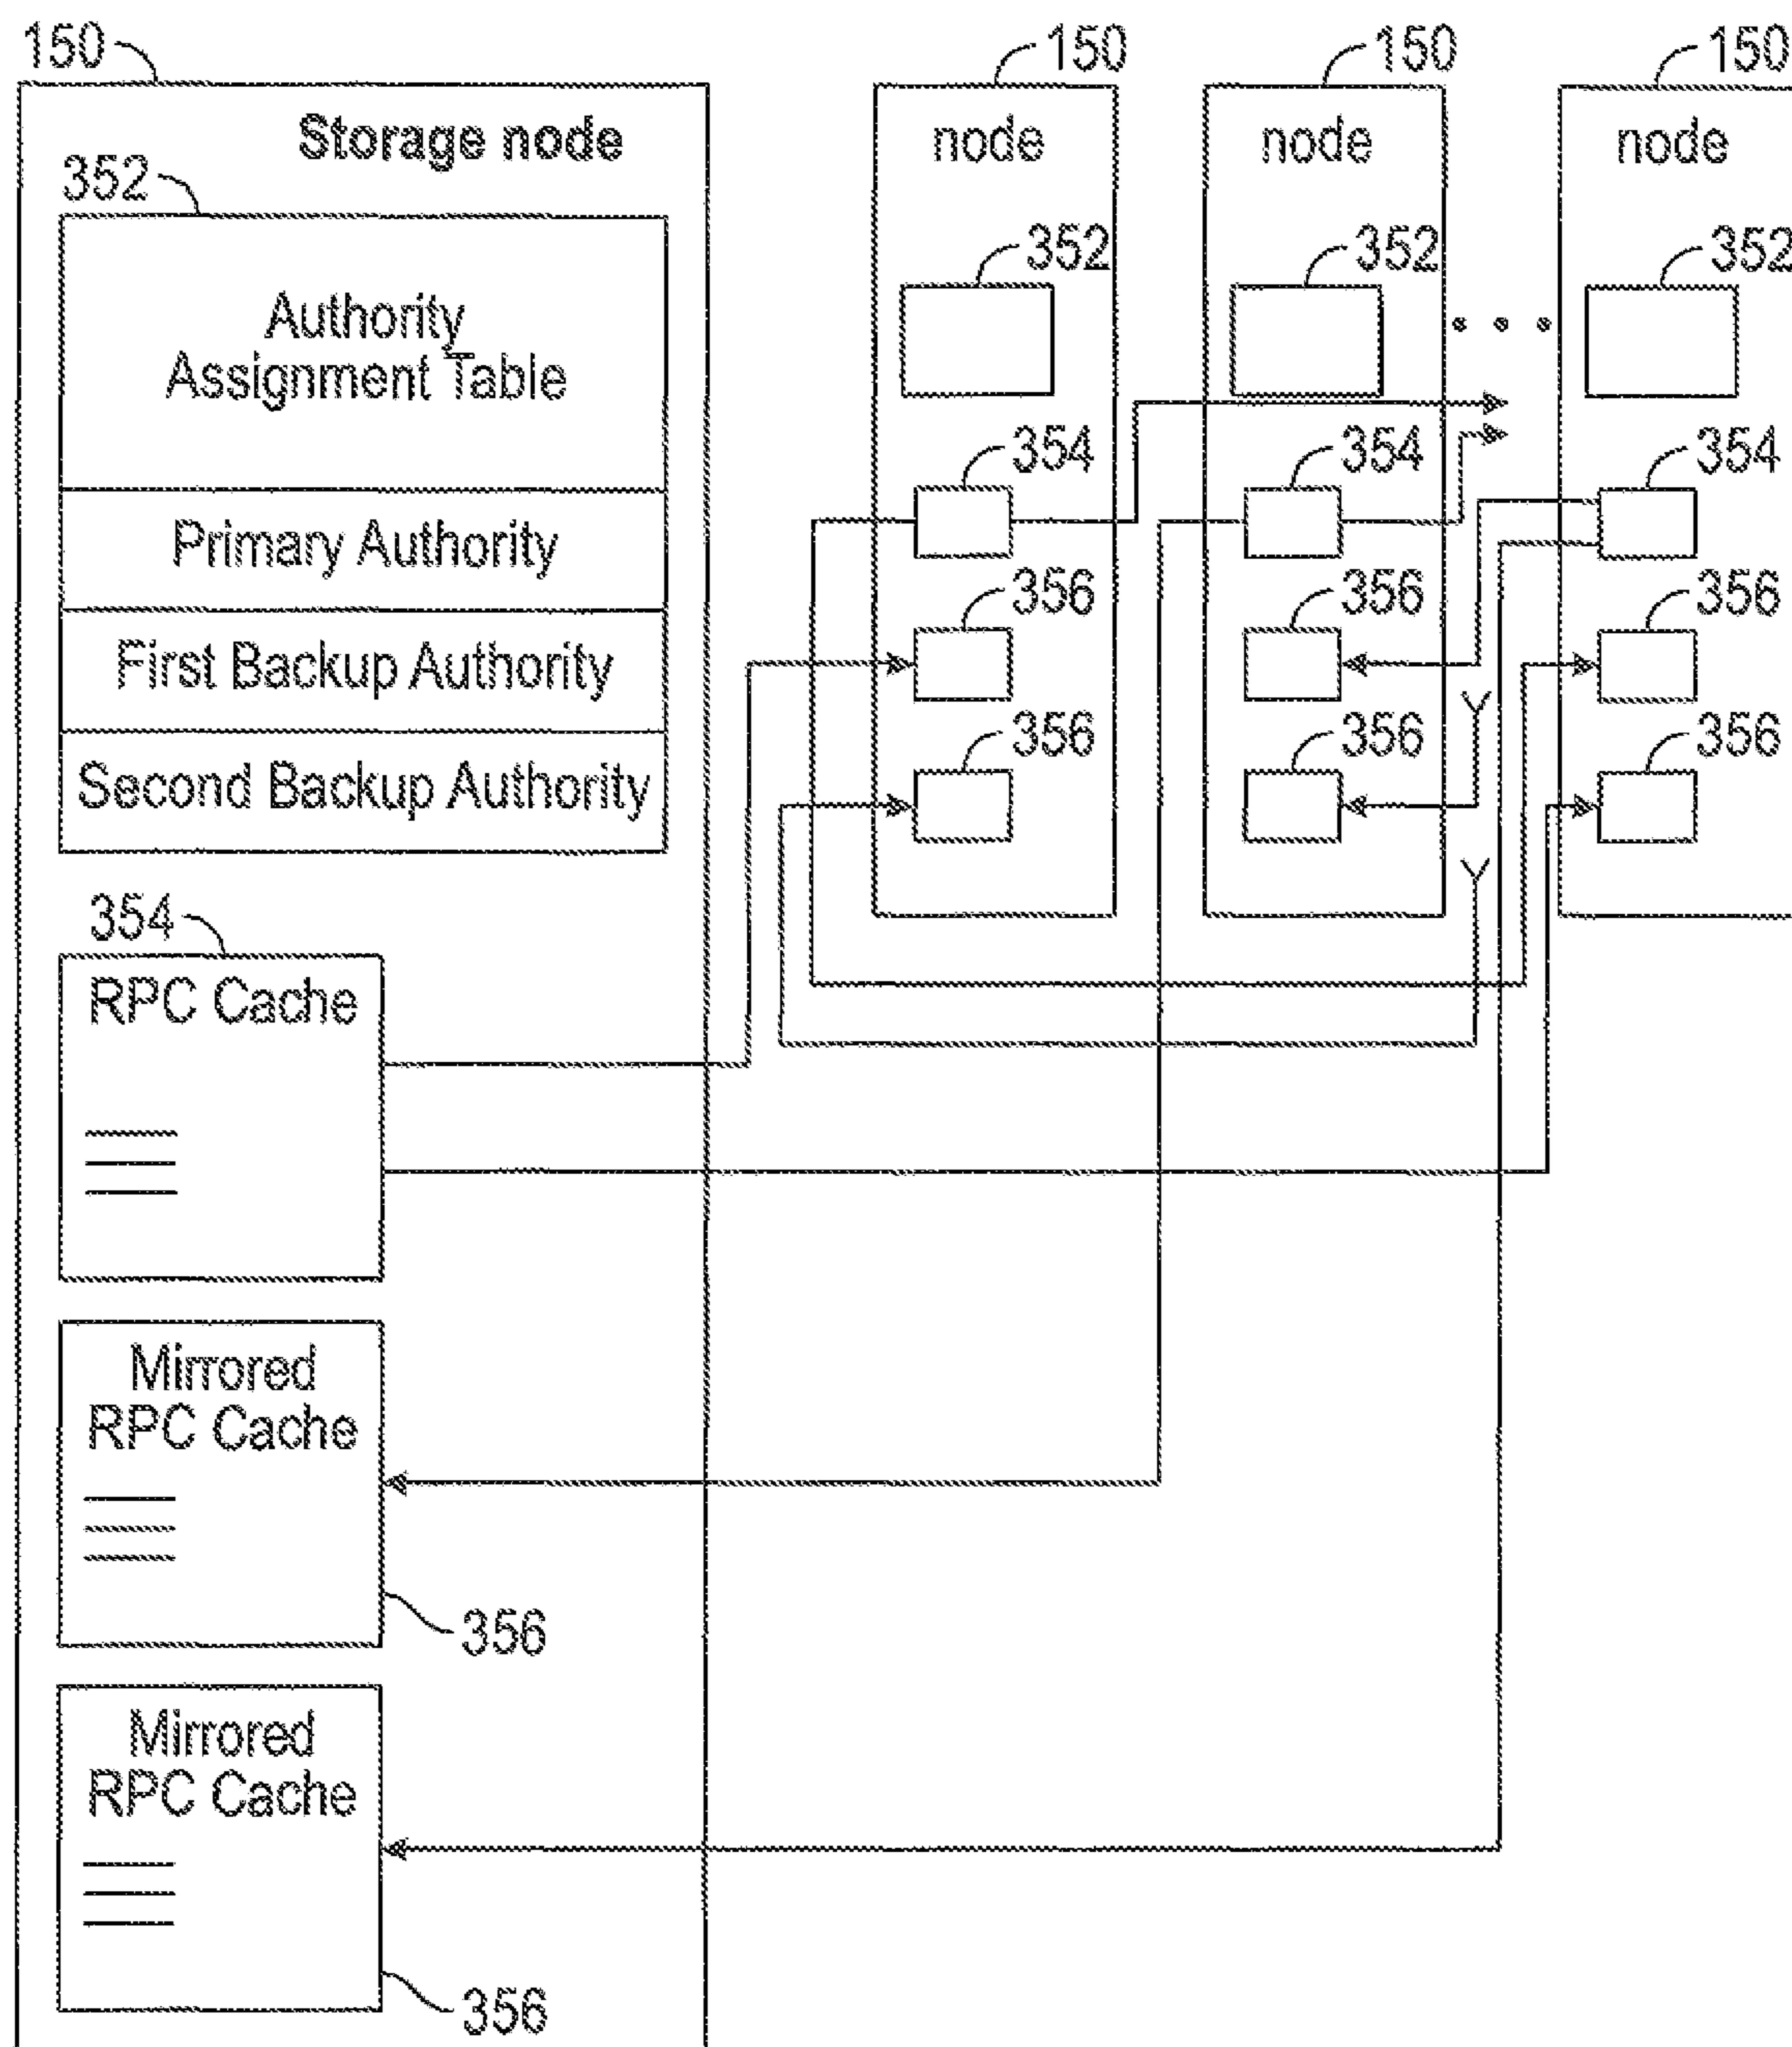 150
150
150
150
Storage node
node
node
node
352
Authority
Assignment Table
Primary Authority
First Backup Authority
Second Backup Authority
352
352
352
354
354
354
356
356
356
356
356
356
354
RPC Cache
Mirrored
RPC Cache
356
Mirrored
RPC Cache
356